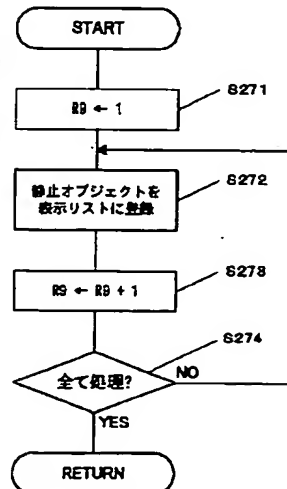 START
R9 ← 1
S271
静止オブジェクトを
表示リストに登録
S272
R9 ← R9 + 1
S273
全て処理?
S274
NO
YES
RETURN